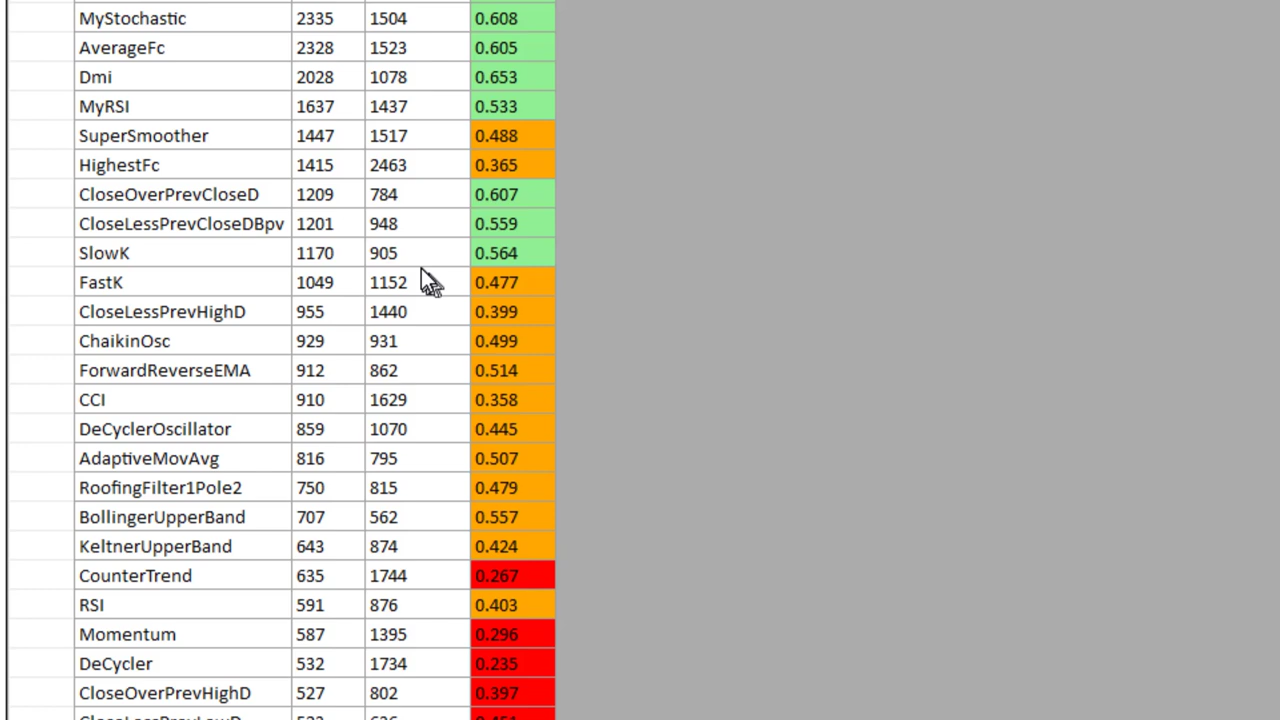 MyStochastic 2335 1504 0.608
AverageFc 2328 1523 0.605
Dmi 2028 1078 0.653
MyRSI 1637 1437 0.533
SuperSmoother 1447 1517 0.488
HighestFc 1415 2463 0.365
CloseOverPrevCloseD 1209 784 0.607
CloseLessPrevCloseDBpv 1201 948 0.559
SlowK 1170 905 0.564
FastK 1049 1152 0.477
CloseLessPrevHighD 955 1440 0.399
ChaikinOsc 929 931 0.499
ForwardReverseEMA 912 862 0.514
CCI 910 1629 0.358
DeCyclerOscillator 859 1070 0.445
AdaptiveMovAvg 816 795 0.507
RoofingFilter1Pole2 750 815 0.479
BollingerUpperBand 707 562 0.557
KeltnerUpperBand 643 874 0.424
CounterTrend 635 1744 0.267
RSI 591 876 0.403
Momentum 587 1395 0.296
DeCycler 532 1734 0.235
CloseOverPrevHighD 527 802 0.397